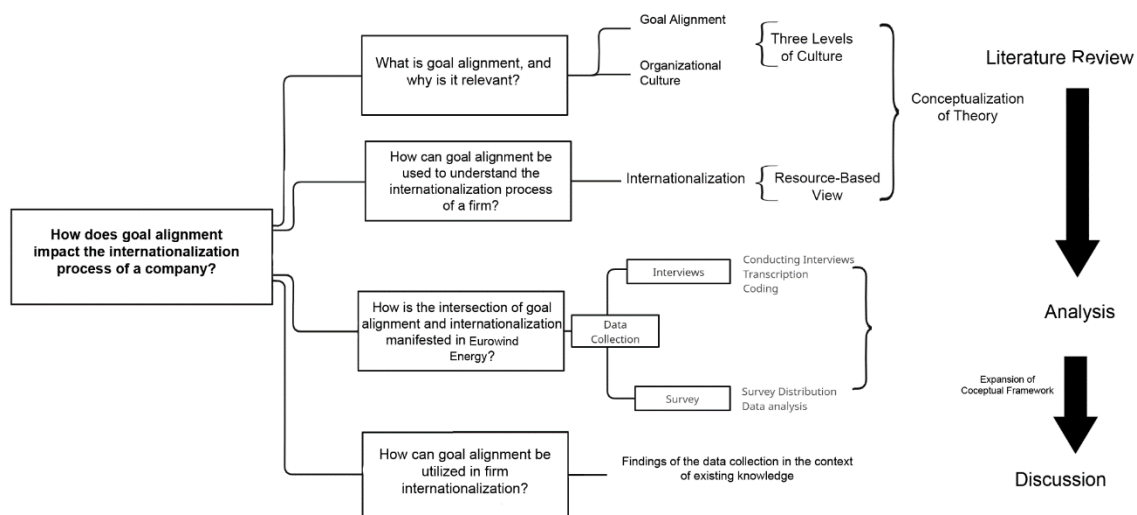 How does goal alignment
impact the internationalization
process of a company?
What is goal alignment, and
why is it relevant?
Goal Alignment
Organizational
Culture
Three Levels
of Culture
How can goal alignment be
used to understand the
internationalization process
of a firm?
Internationalization
Resource-Based
View
Conceptualization
of Theory
How is the intersection of goal
alignment and internationalization
manifested in Eurowind Energy?
Data
Collection
Interviews
Conducting Interviews
Transcription
Coding
Survey
Survey Distribution
Data analysis
How can goal alignment be
utilized in firm
internationalization?
Findings of the data collection in the context
of existing knowledge
Literature Review
Analysis
Expansion of
Coceptual Framework
Discussion